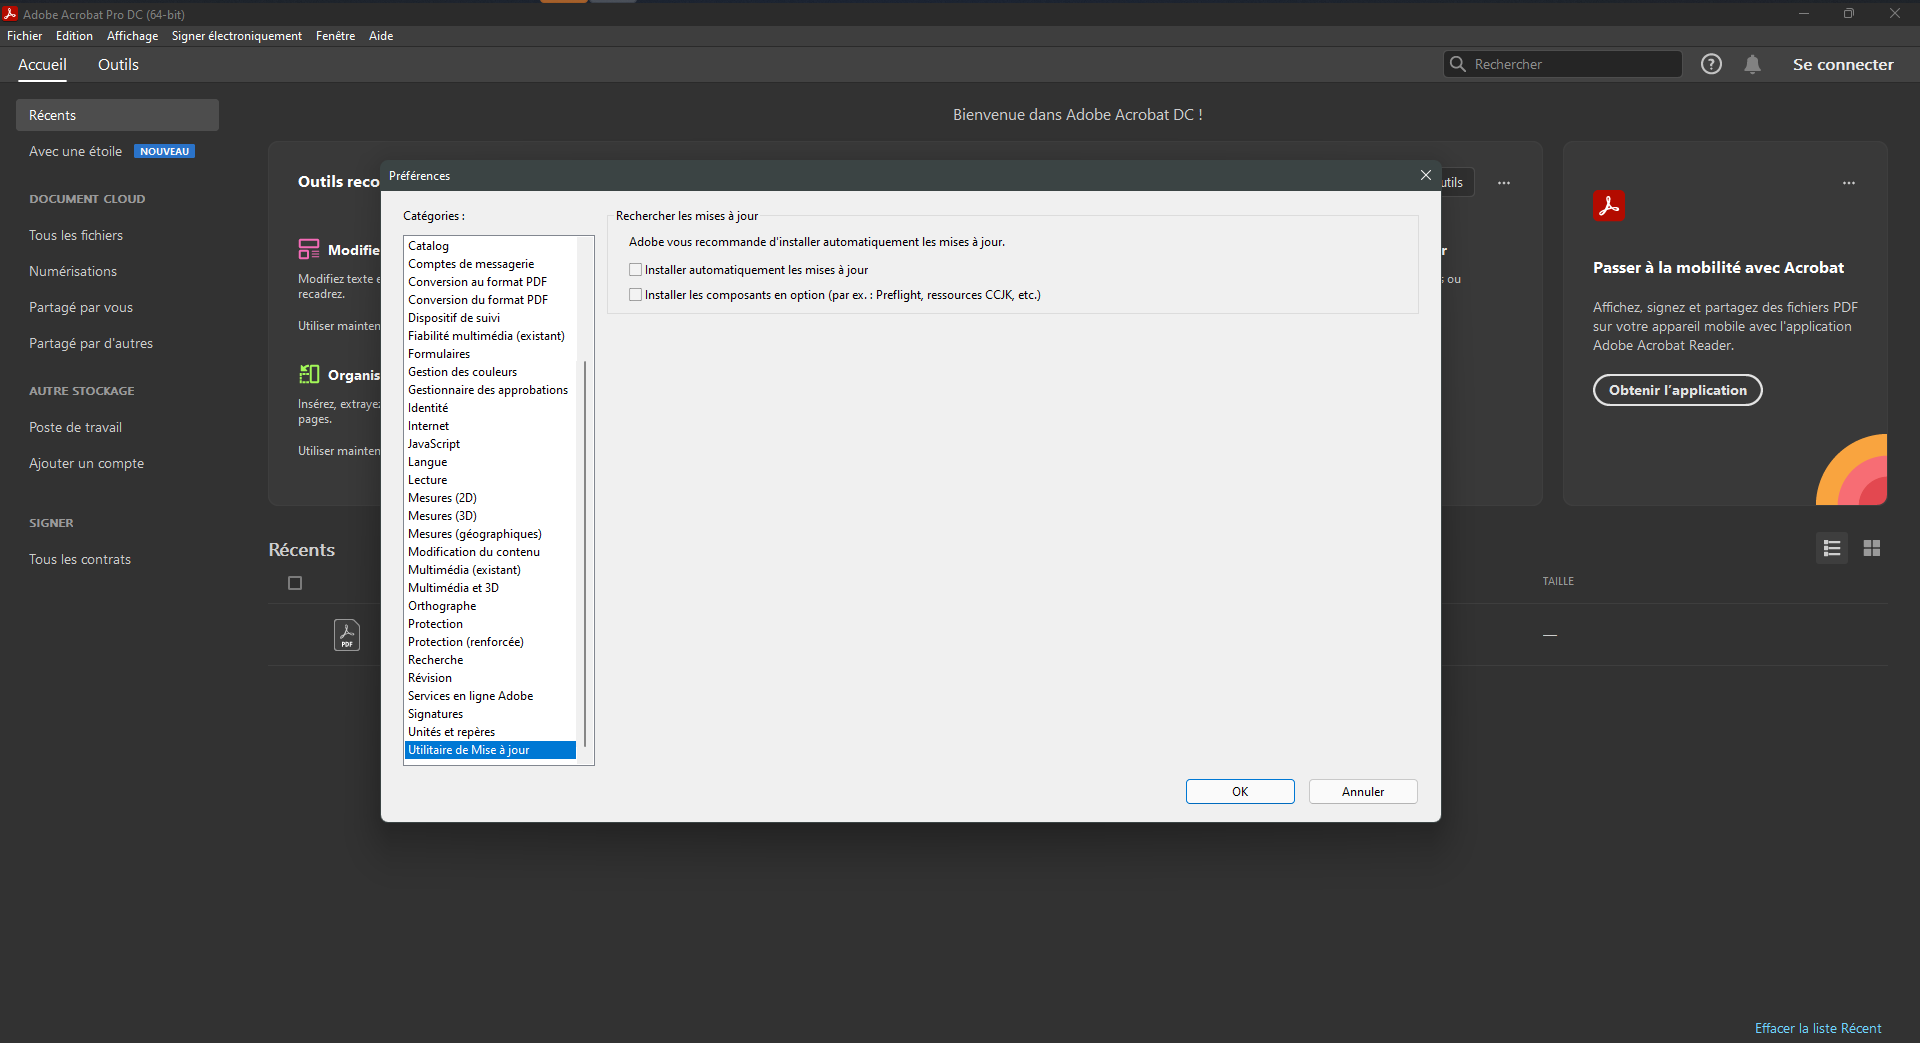 Adobe Acrobat Pro DC (64-bit)
Fichier Edition Affichage Signer électroniquement Fenêtre Aide
Accueil Outils
Rechercher
Se connecter
Récents
Avec une étoile NOUVEAU
DOCUMENT CLOUD
Tous les fichiers
Numérisations
Partagé par vous
Partagé par d'autres
AUTRE STOCKAGE
Poste de travail
Ajouter un compte
SIGNER
Tous les contrats
Bienvenue dans Adobe Acrobat DC !
Outils reco
utils
Modifie
Modifiez texte e
recadrez.
Utiliser mainten
Organis
Insérez, extraye
pages.
Utiliser mainten
r
s ou
Préférences
Catégories :
Catalog
Comptes de messagerie
Conversion au format PDF
Conversion du format PDF
Dispositif de suivi
Fiabilité multimédia (existant)
Formulaires
Gestion des couleurs
Gestionnaire des approbations
Identité
Internet
JavaScript
Langue
Lecture
Mesures (2D)
Mesures (3D)
Mesures (géographiques)
Modification du contenu
Multimédia (existant)
Multimédia et 3D
Orthographe
Protection
Protection (renforcée)
Recherche
Révision
Services en ligne Adobe
Signatures
Unités et repères
Utilitaire de Mise à jour
Rechercher les mises à jour
Adobe vous recommande d'installer automatiquement les mises à jour.
Installer automatiquement les mises à jour
Installer les composants en option (par ex. : Preflight, ressources CCJK, etc.)
OK Annuler
Passer à la mobilité avec Acrobat
Affichez, signez et partagez des fichiers PDF
sur votre appareil mobile avec l'application
Adobe Acrobat Reader.
Obtenir l'application
Récents
TAILLE
PDF
—
Effacer la liste Récent